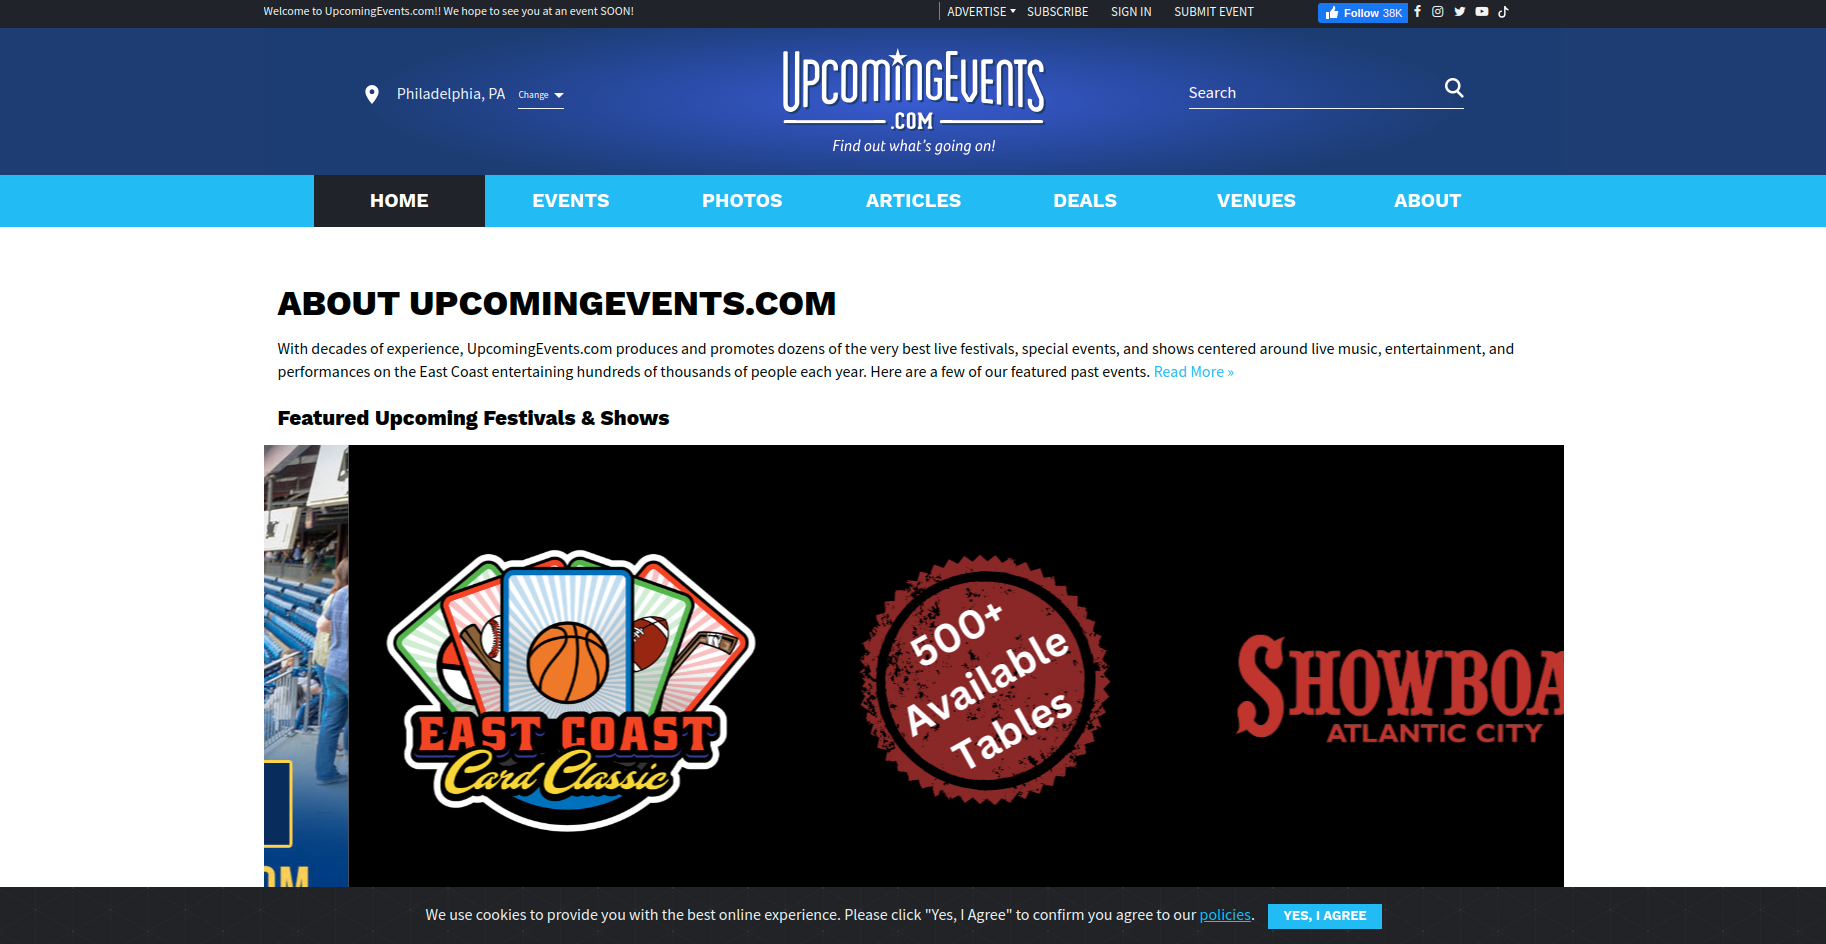 Welcome to UpcomingEvents.com!! We hope to see you at an event SOON!
ADVERTISE SUBSCRIBE SIGN IN SUBMIT EVENT
Follow 38K
Philadelphia, PA Change
UPCOMINGEVENTS
.COM
Find out what's going on!
Search
HOME EVENTS PHOTOS ARTICLES DEALS VENUES ABOUT
ABOUT UPCOMINGEVENTS.COM
With decades of experience, UpcomingEvents.com produces and promotes dozens of the very best live festivals, special events, and shows centered around live music, entertainment, and
performances on the East Coast entertaining hundreds of thousands of people each year. Here are a few of our featured past events. Read More »
Featured Upcoming Festivals & Shows
EAST COAST
Card Classic
500+
Available
Tables
SHOWBOA
ATLANTIC CITY
OM
We use cookies to provide you with the best online experience. Please click "Yes, I Agree" to confirm you agree to our policies.
YES, I AGREE